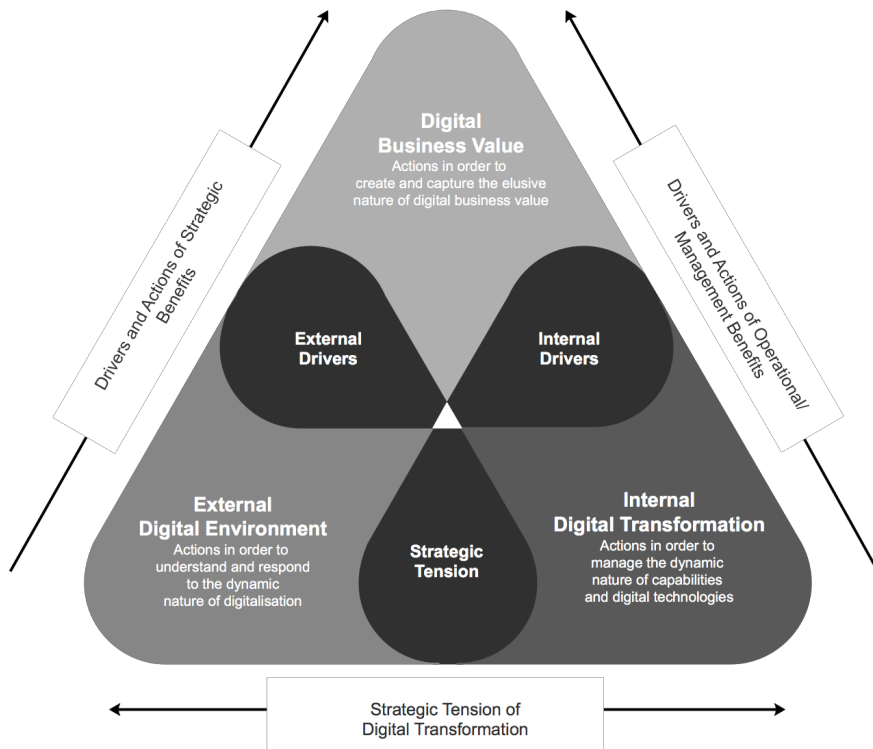 Digital
Business Value
Actions in order to
create and capture the elusive
nature of digital business value
Drivers and Actions of Strategic
Benefits
Drivers and Actions of Operational/
Management Benefits
External
Drivers
Internal
Drivers
External
Digital Environment
Actions in order to
understand and respond
to the dynamic
nature of digitalisation
Strategic
Tension
Internal
Digital Transformation
Actions in order to
manage the dynamic
nature of capabilities
and digital technologies
Strategic Tension of
Digital Transformation